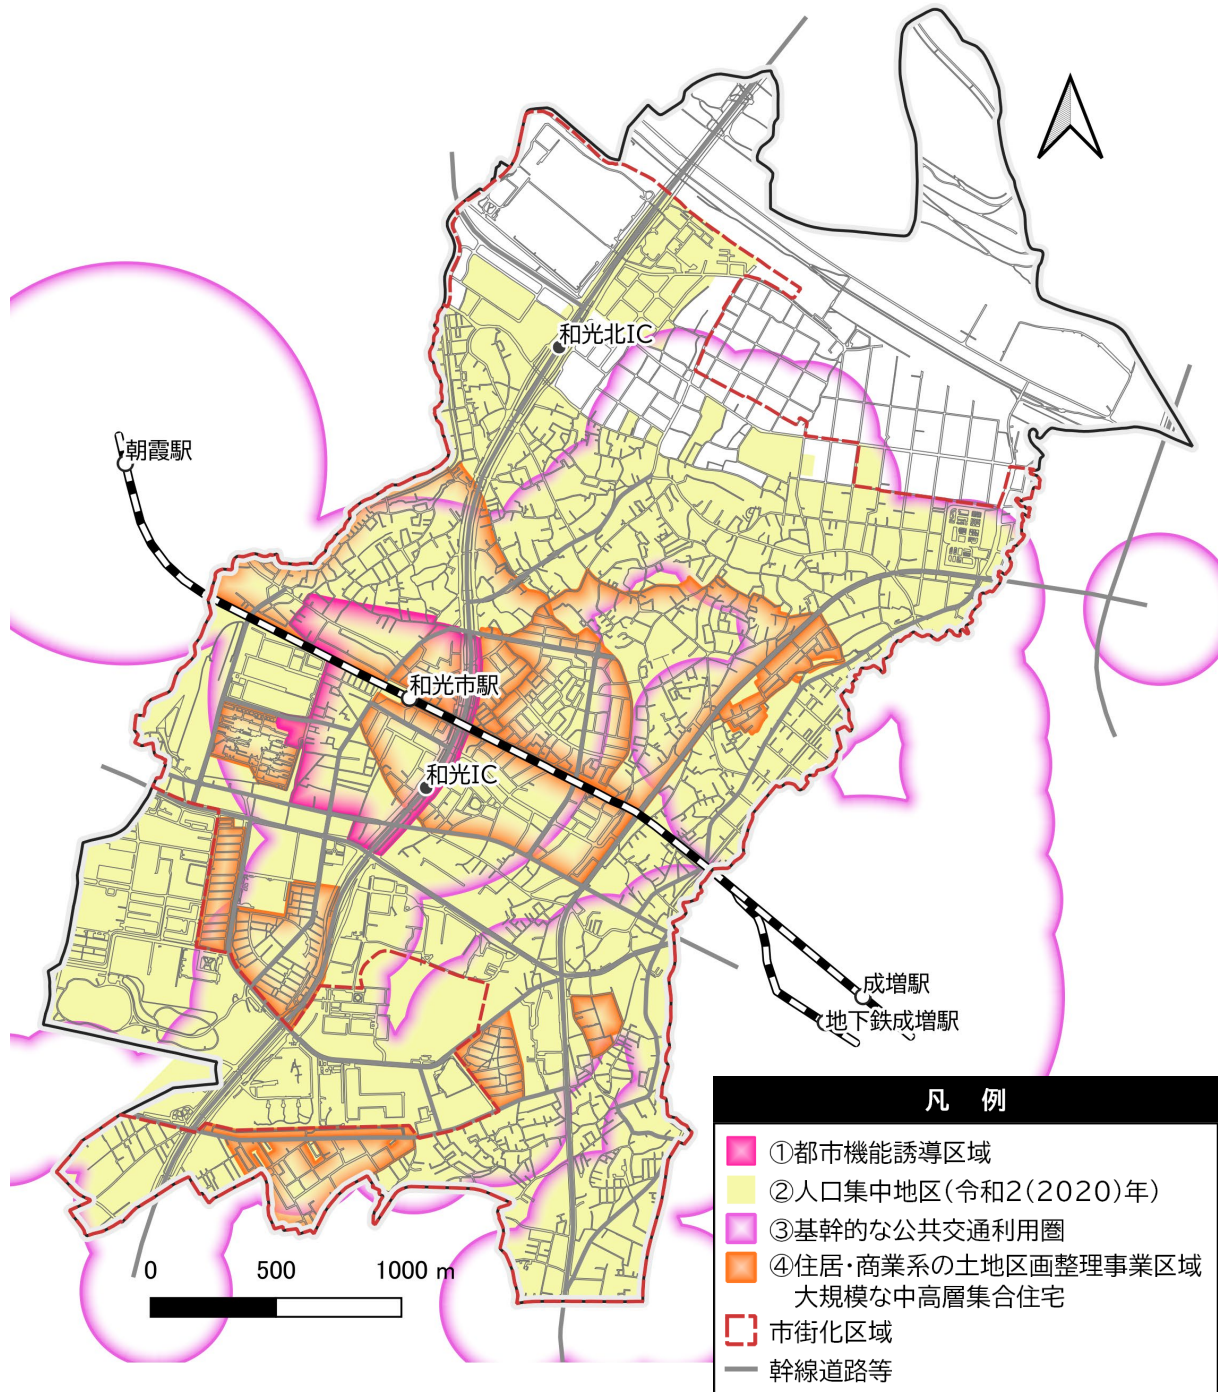 和光北IC
朝霞駅
和光市駅
和光IC
成増駅
地下鉄成増駅
0 500 1000 m
凡 例
①都市機能誘導区域
②人口集中地区(令和2(2020)年)
③基幹的な公共交通利用圏
④住居・商業系の土地区画整理事業区域
大規模な中高層集合住宅
市街化区域
幹線道路等